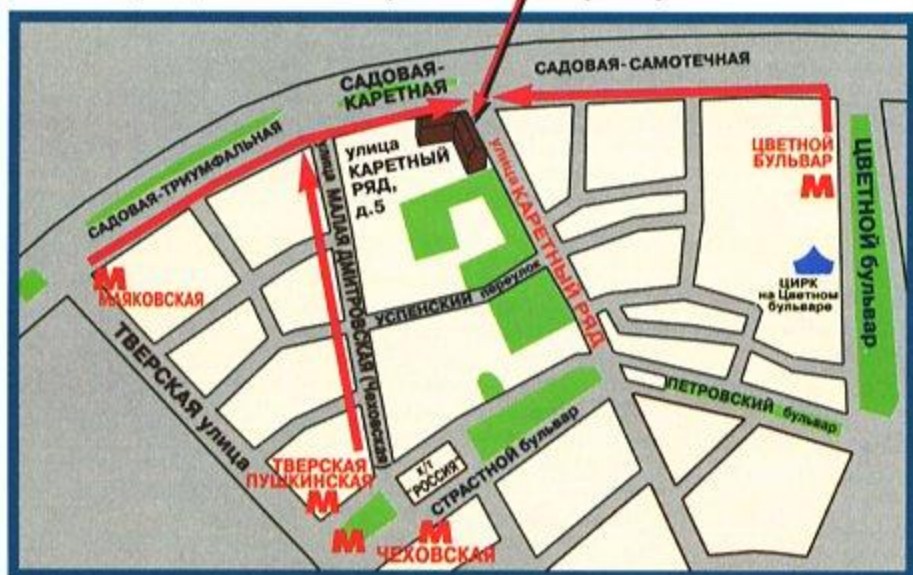 САДОВАЯ-
КАРЕТНАЯ
САДОВАЯ-САМОТЕЧНАЯ
САДОВАЯ-ТРИУМФАЛЬНАЯ
улица
КАРЕТНЫЙ
РЯД,
д.5
улица КАРЕТНЫЙ РЯД
ЦВЕТНОЙ
БУЛЬВАР
М
ЦВЕТНОЙ бульвар
улица МАЛАЯ ДМИТРОВСКАЯ (Чеховская)
М
МАЯКОВСКАЯ
УСПЕНСКИЙ переулок
ЦИРК
на Цветном
бульваре
ТВЕРСКАЯ улица
ПЕТРОВСКИЙ бульвар
ТВЕРСКАЯ
ПУШКИНСКАЯ
М
М
к/т
РОССИЯ
СТРАСТНОЙ бульвар
М
ЧЕХОВСКАЯ